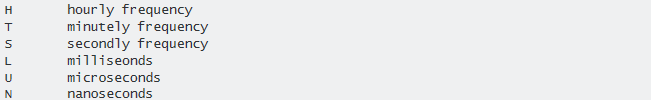 H hourly frequency
T minutely frequency
S secondly frequency
L milliseonds
U microseconds
N nanoseconds